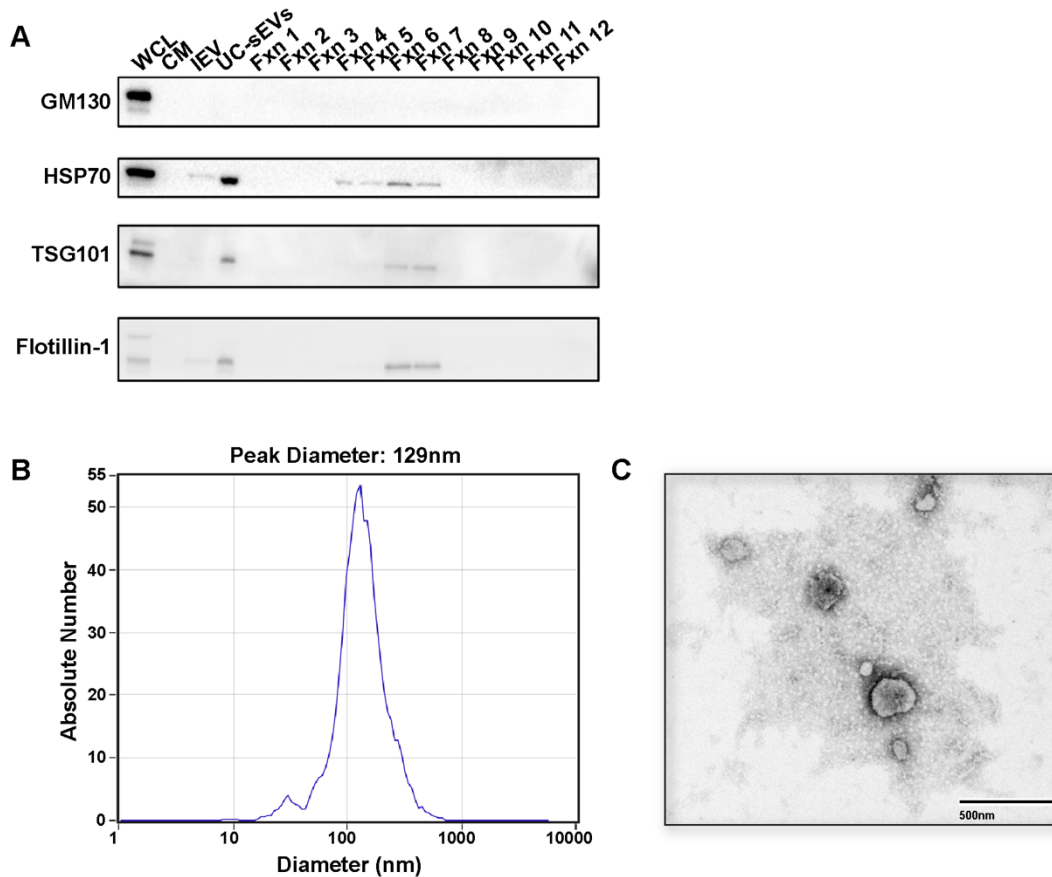 A
WCL CM lEV UC-sEVs Fxn 1 Fxn 2 Fxn 3 Fxn 4 Fxn 5 Fxn 6 Fxn 7 Fxn 8 Fxn 9 Fxn 10 Fxn 11 Fxn 12
GM130
HSP70
TSG101
Flotillin-1
B
Peak Diameter: 129nm
Absolute Number
55
50
40
30
20
10
0
1 10 100 1000 10000
Diameter (nm)
C
500nm